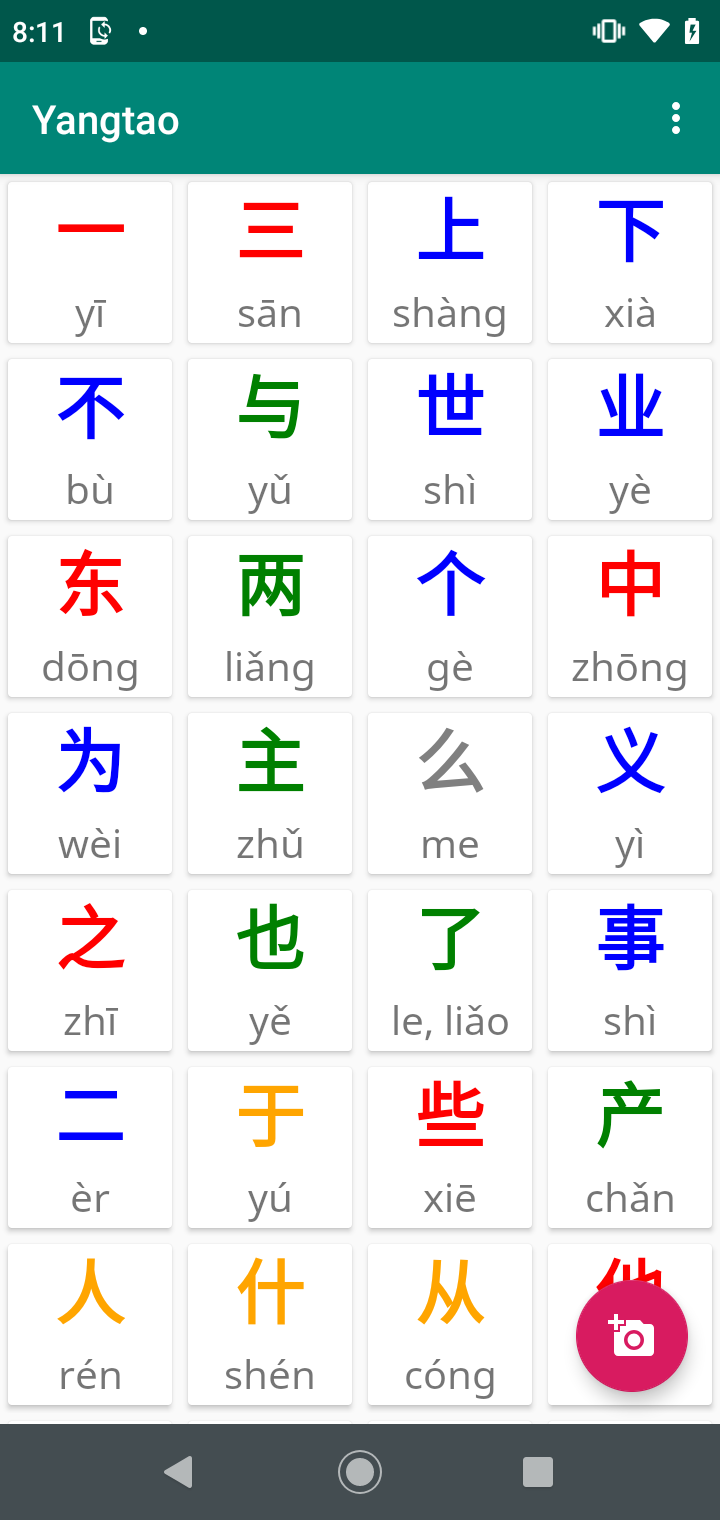 8:11
Yangtao
一 三 上 下
yī sān shàng xià
不 与 世 业
bù yǔ shì yè
东 两 个 中
dōng liǎng gè zhōng
为 主 么 义
wèi zhǔ me yì
之 也 了 事
zhī yě le, liǎo shì
二 于 些 产
èr yú xiē chǎn
人 什 从
rén shén cóng